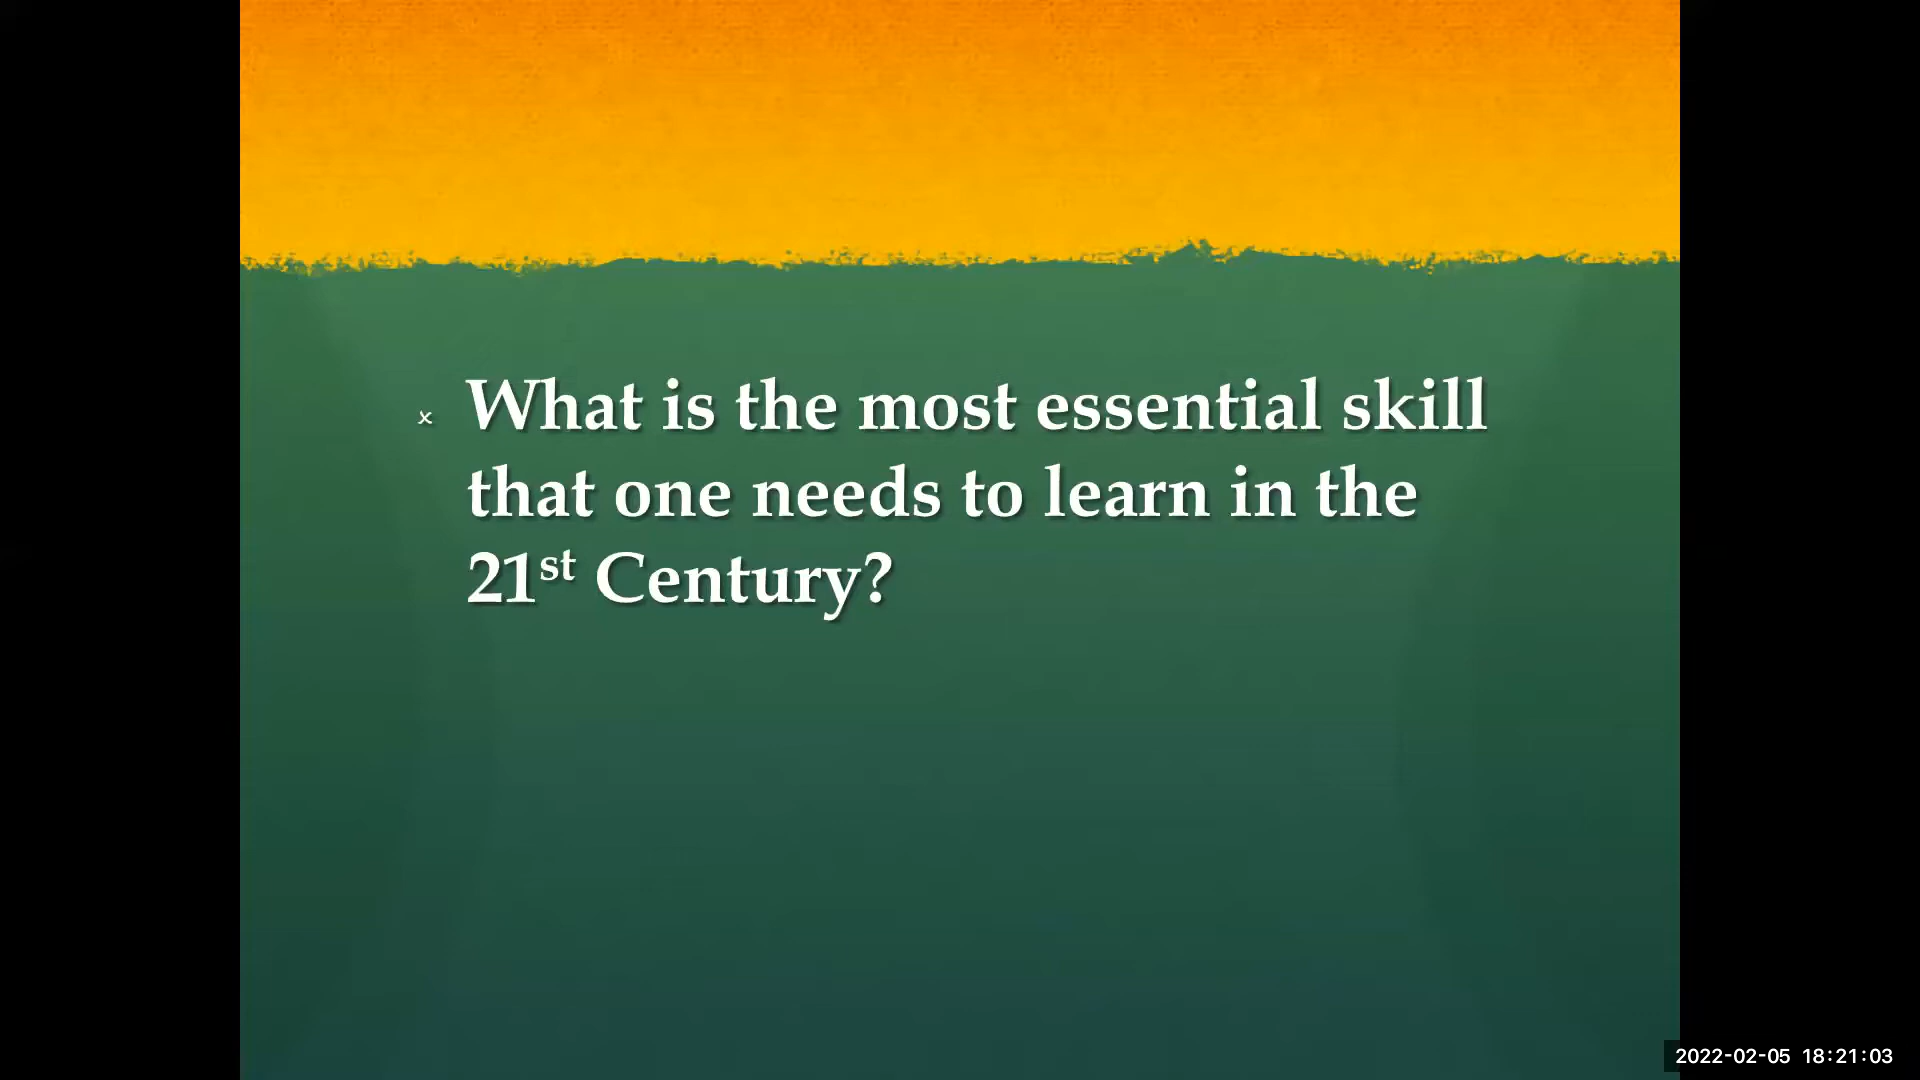 x What is the most essential skill
that one needs to learn in the
21st Century?
2022-02-05 18:21:03